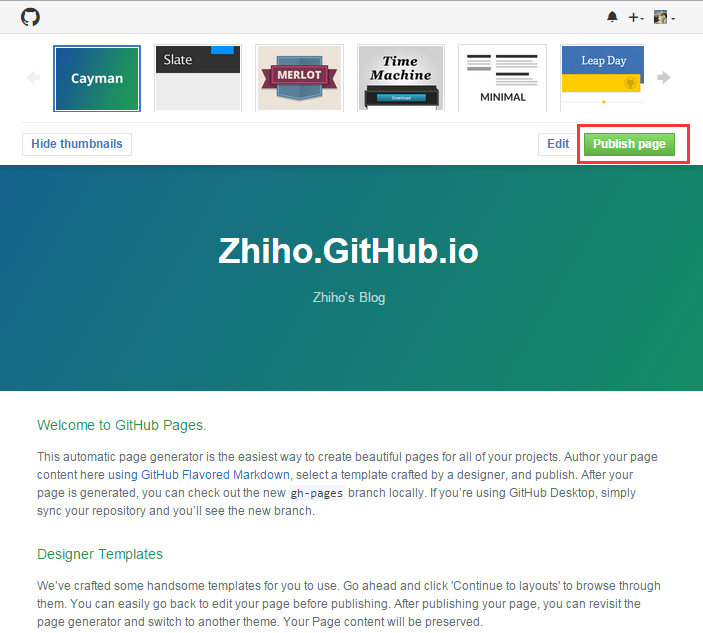 Cayman
Slate
MERLOT
Time
Machine
Download
MINIMAL
Leap Day
Hide thumbnails
Edit
Publish page
Zhiho.GitHub.io
Zhiho's Blog
Welcome to GitHub Pages.
This automatic page generator is the easiest way to create beautiful pages for all of your projects. Author your page
content here using GitHub Flavored Markdown, select a template crafted by a designer, and publish. After your
page is generated, you can check out the new gh-pages branch locally. If you’re using GitHub Desktop, simply
sync your repository and you’ll see the new branch.
Designer Templates
We’ve crafted some handsome templates for you to use. Go ahead and click 'Continue to layouts' to browse through
them. You can easily go back to edit your page before publishing. After publishing your page, you can revisit the
page generator and switch to another theme. Your Page content will be preserved.